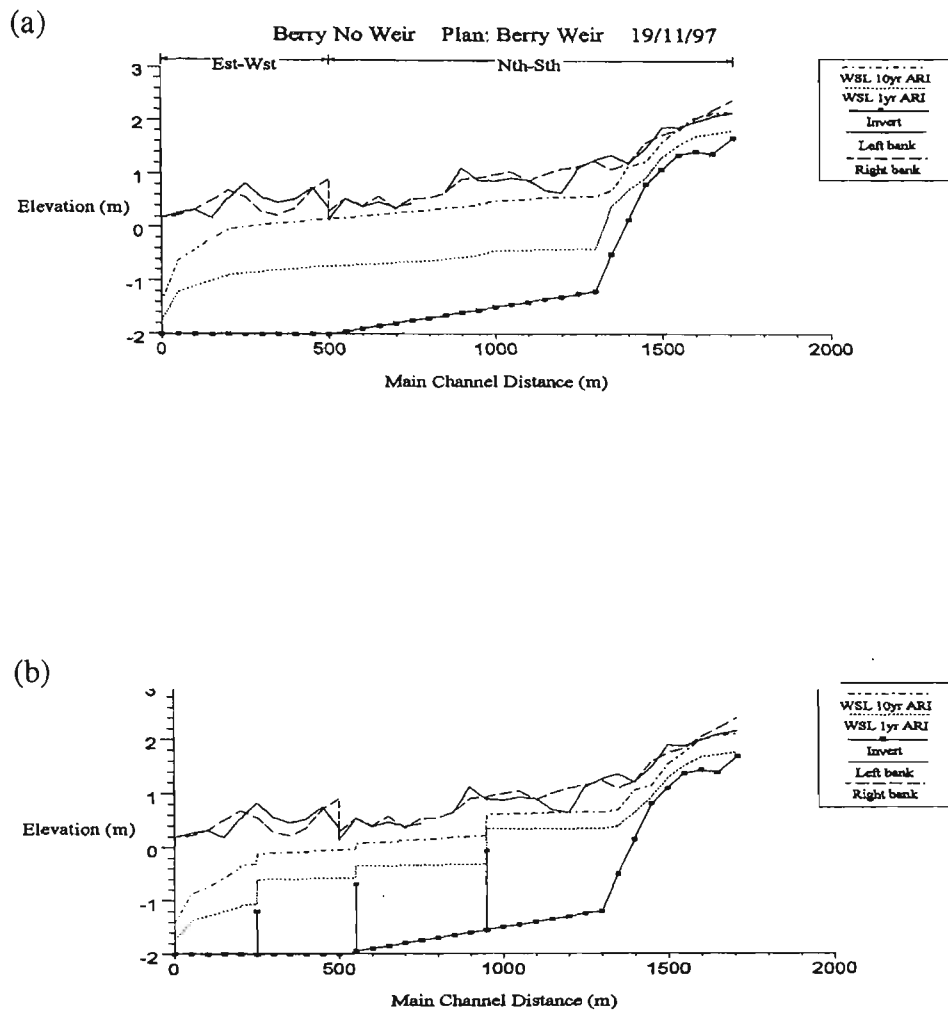 (a)
Berry No Weir Plan: Berry Weir 19/11/97
Est-Wst Nth-Sth
3
2
1
0
-1
-2
Elevation (m)
0 500 1000 1500 2000
Main Channel Distance (m)
WSL 10yr ARI
WSL 1yr ARI
Invert
Left bank
Right bank
(b)
3
2
1
0
-1
-2
Elevation (m)
0 500 1000 1500 2000
Main Channel Distance (m)
WSL 10yr ARI
WSL 1yr ARI
Invert
Left bank
Right bank